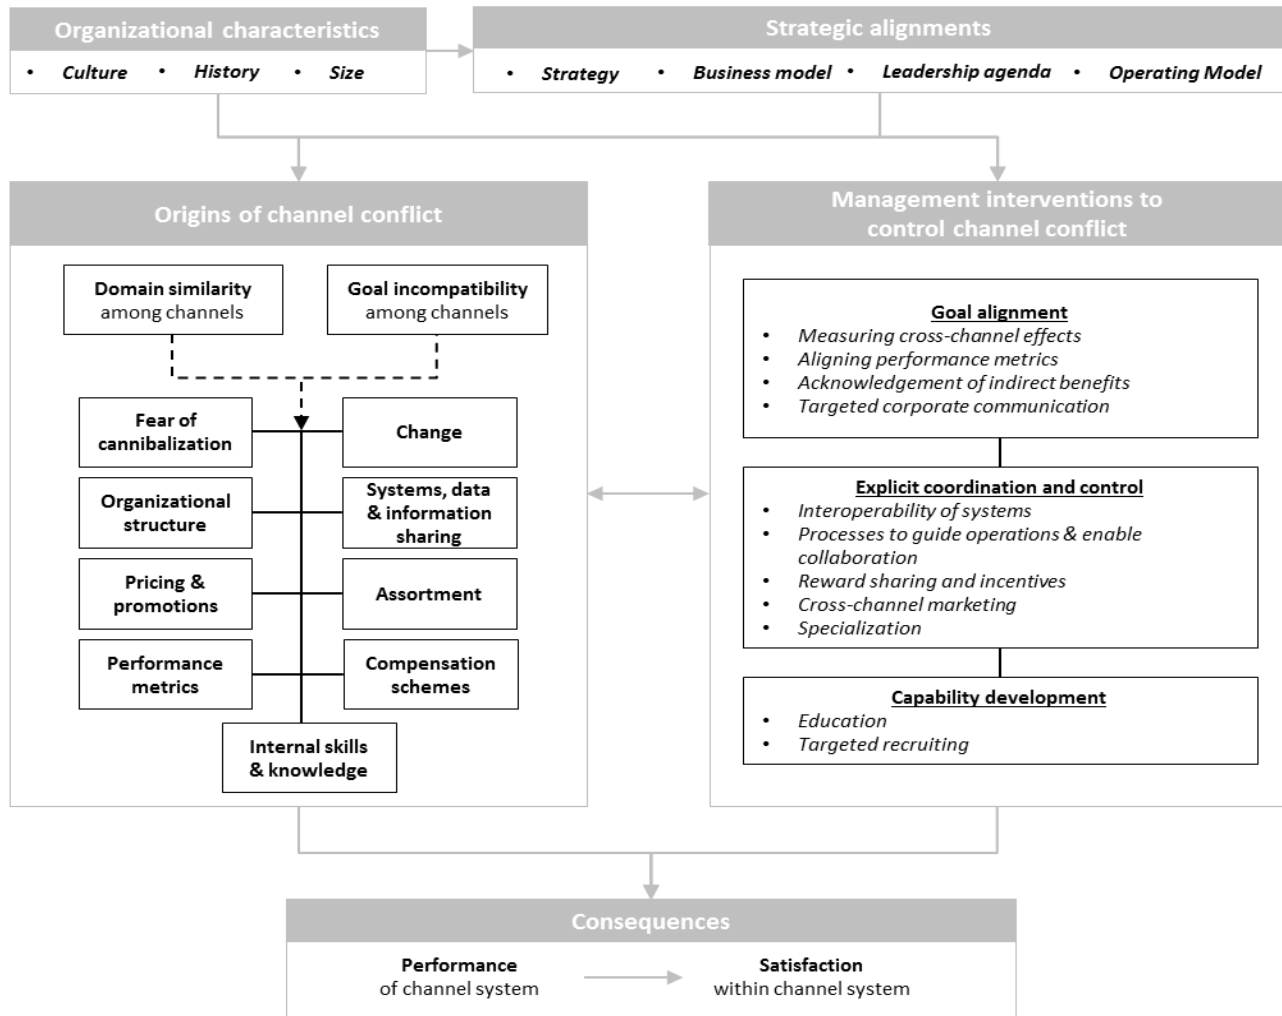 Organizational characteristics
• Culture • History • Size
Strategic alignments
• Strategy • Business model • Leadership agenda • Operating Model
Origins of channel conflict
Domain similarity
among channels
Goal incompatibility
among channels
Fear of
cannibalization
Change
Organizational
structure
Systems, data
& information
sharing
Pricing &
promotions
Assortment
Performance
metrics
Compensation
schemes
Internal skills
& knowledge
Management interventions to
control channel conflict
Goal alignment
• Measuring cross-channel effects
• Aligning performance metrics
• Acknowledgement of indirect benefits
• Targeted corporate communication
Explicit coordination and control
• Interoperability of systems
• Processes to guide operations & enable
collaboration
• Reward sharing and incentives
• Cross-channel marketing
• Specialization
Capability development
• Education
• Targeted recruiting
Consequences
Performance
of channel system
Satisfaction
within channel system